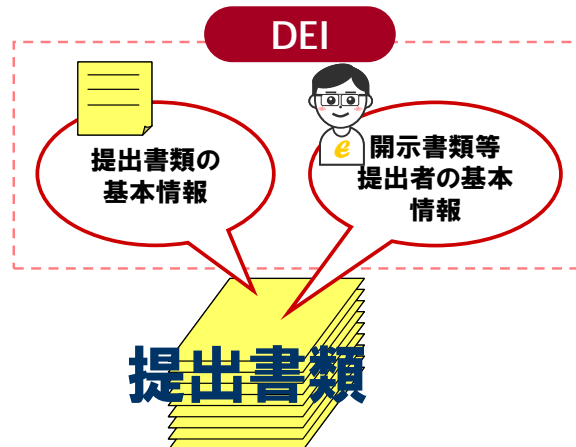 DEI
提出書類の
基本情報
e
開示書類等
提出者の基本
情報
提出書類